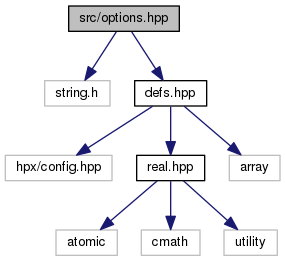 src/options.hpp
string.h
defs.hpp
hpx/config.hpp
real.hpp
array
atomic
cmath
utility